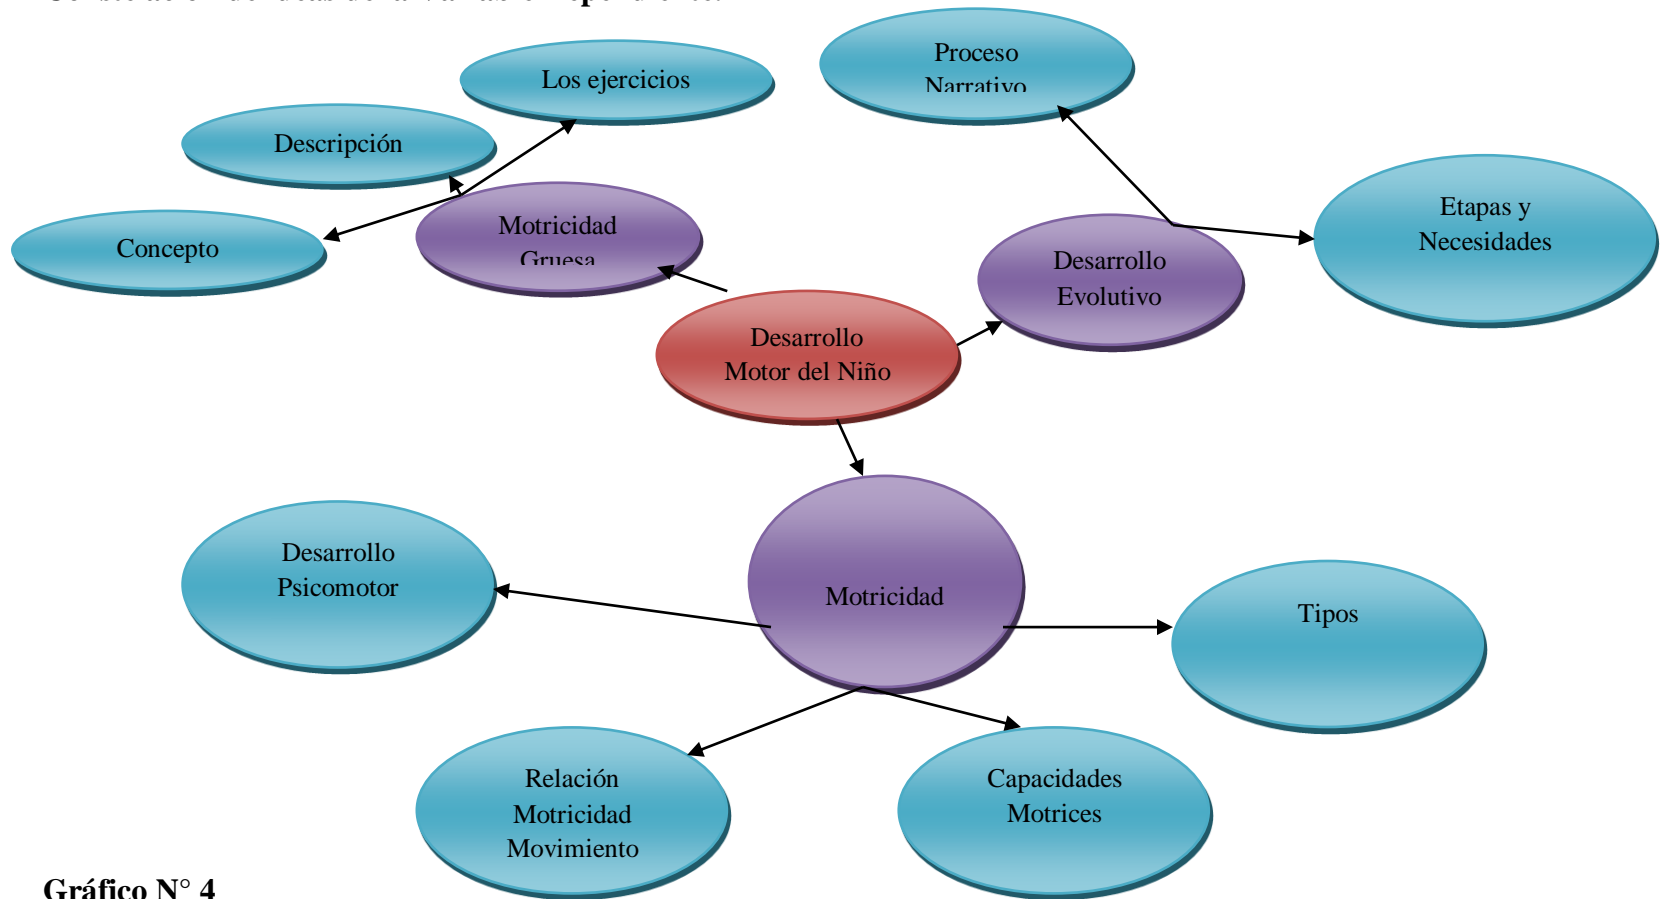 Los ejercicios
Proceso
Narrativo
Descripción
Concepto
Motricidad
Gruesa
Etapas y
Necesidades
Desarrollo
Evolutivo
Desarrollo
Motor del Niño
Desarrollo
Psicomotor
Motricidad
Tipos
Relación
Motricidad
Movimiento
Capacidades
Motrices
Gráfico N° 4